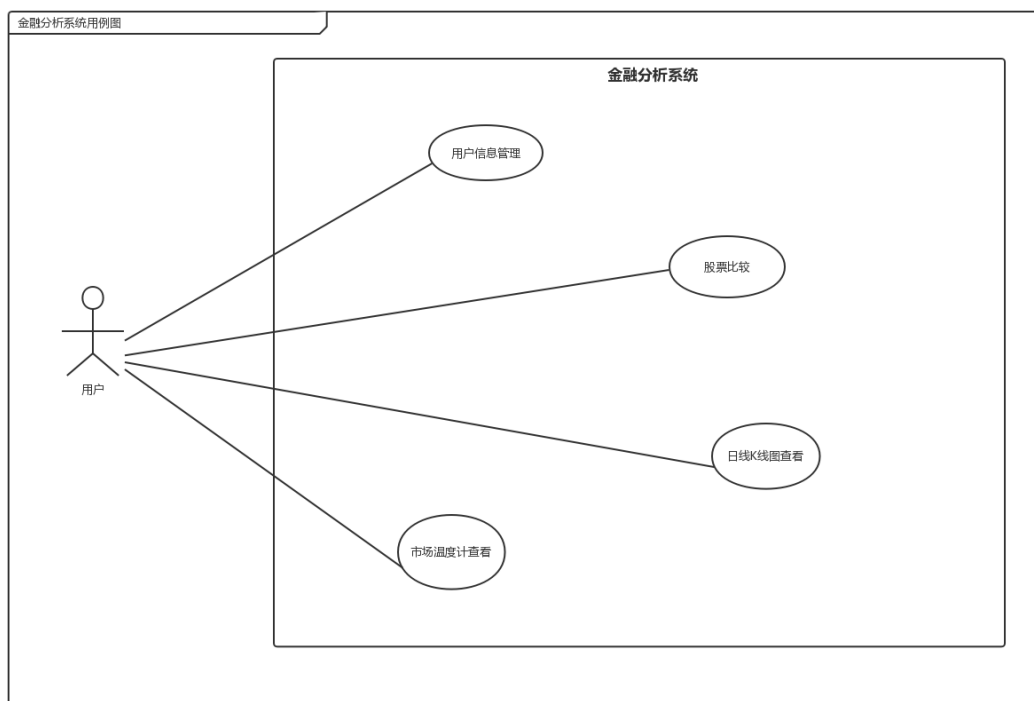 金融分析系统用例图
金融分析系统
用户信息管理
股票比较
用户
日线K线图查看
市场温度计查看